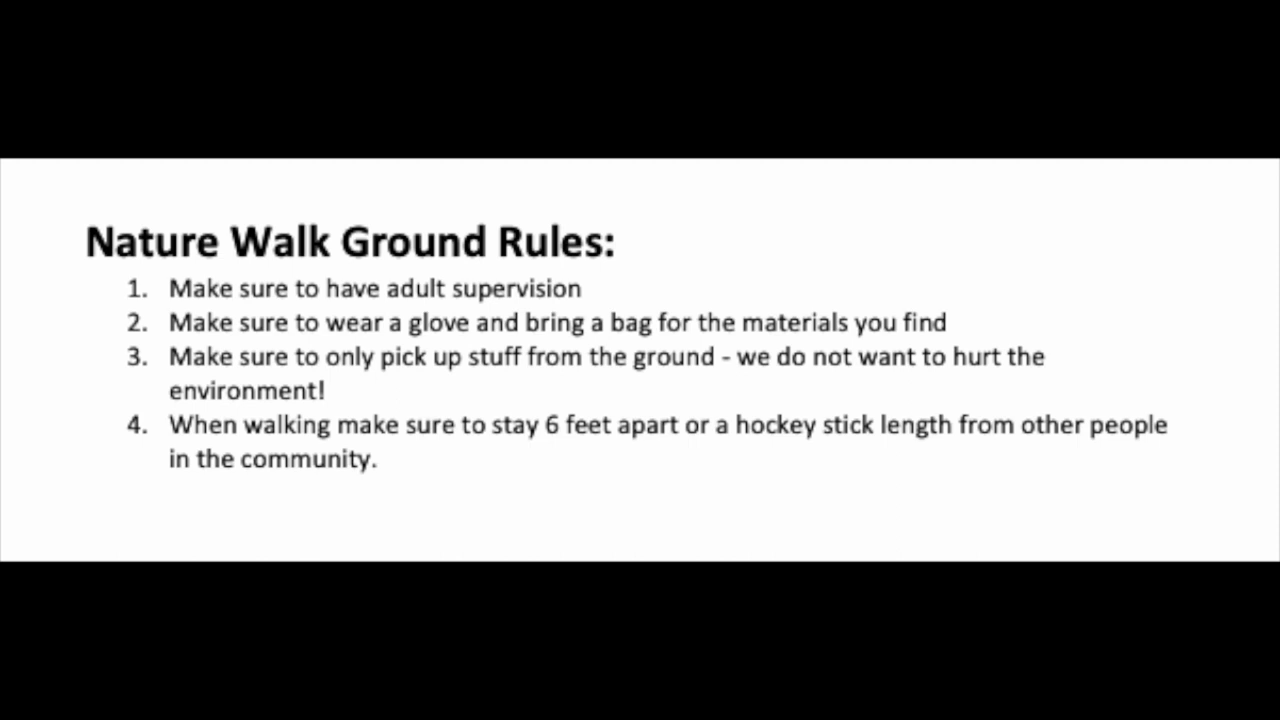 Nature Walk Ground Rules:
1. Make sure to have adult supervision
2. Make sure to wear a glove and bring a bag for the materials you find
3. Make sure to only pick up stuff from the ground - we do not want to hurt the
environment!
4. When walking make sure to stay 6 feet apart or a hockey stick length from other people
in the community.